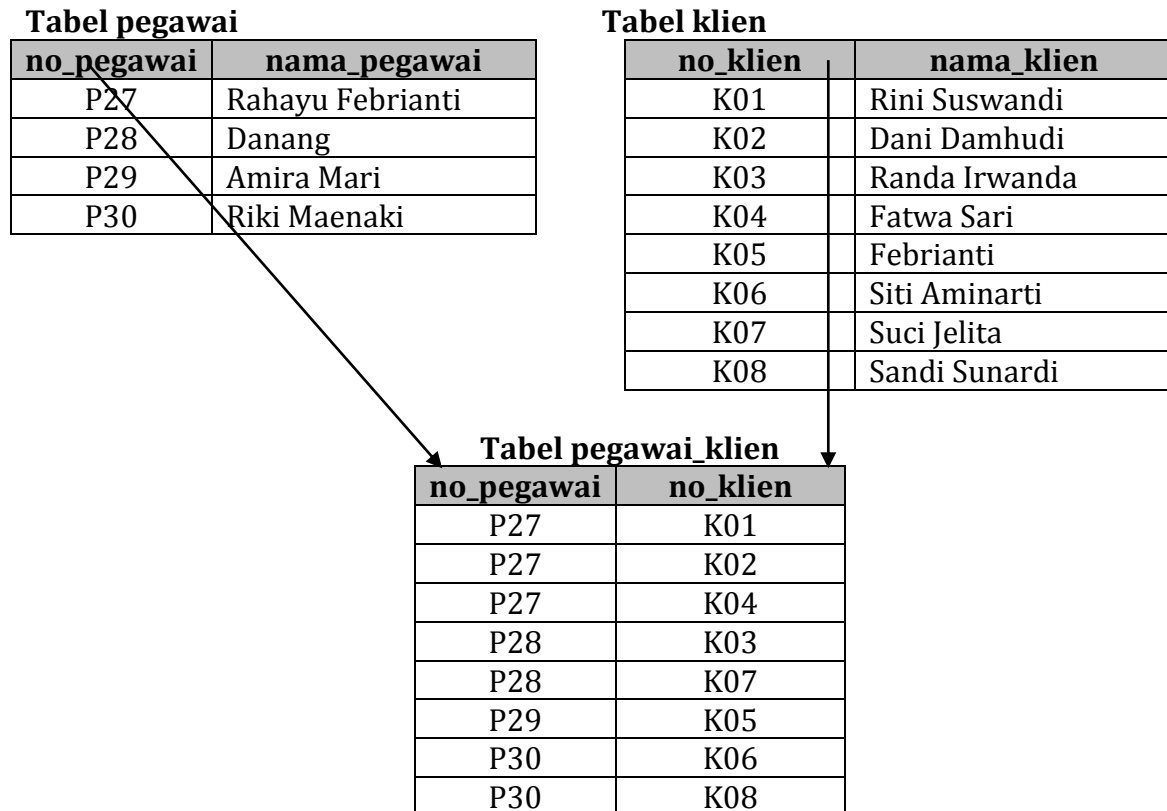 Tabel pegawai
no_pegawai nama_pegawai
P27 Rahayu Febrianti
P28 Danang
P29 Amira Mari
P30 Riki Maenaki
Tabel klien
no_klien nama_klien
K01 Rini Suswandi
K02 Dani Damhudi
K03 Randa Irwanda
K04 Fatwa Sari
K05 Febrianti
K06 Siti Aminarti
K07 Suci Jelita
K08 Sandi Sunardi
Tabel pegawai_klien
no_pegawai no_klien
P27 K01
P27 K02
P27 K04
P28 K03
P28 K07
P29 K05
P30 K06
P30 K08